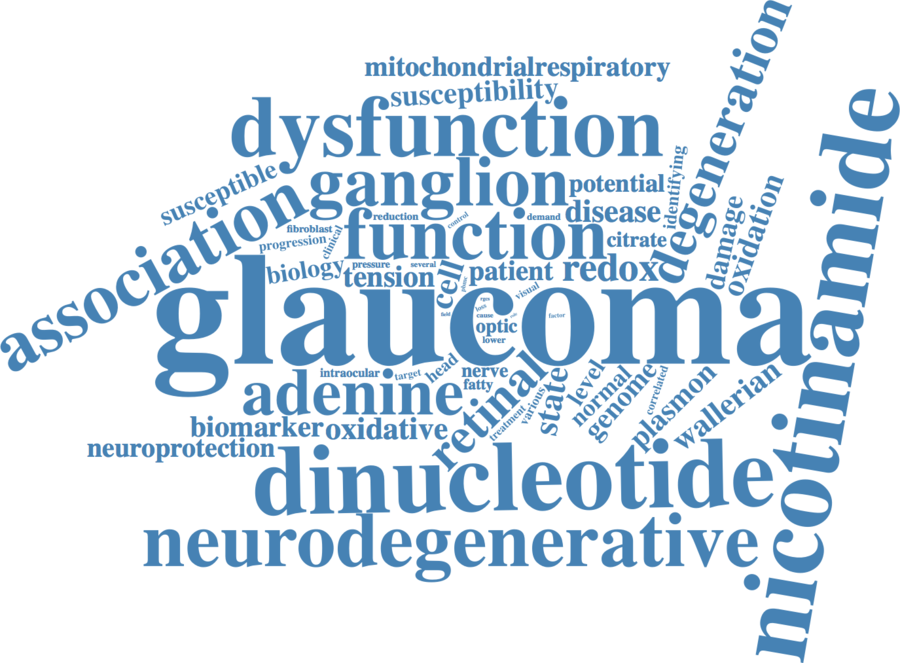 mitochondrialrespiratory
susceptibility
dysfunction
degeneration
nicotinamide
susceptible
association
ganglion
potential
identifying
reduction
control
demand
disease
damage
oxidation
fibroblast
progression
clinical
function
citrate
biology
pressure
several
tension
cell
patient
redox
glaucoma
visual
eyes
loss
cause
factor
field
optic
lower
intraocular
target
head
nerve
fatty
adenine
retinal
treatment
various
state
level
normal
genome
correlated
plasmon
wallerian
biomarker
oxidative
neuroprotection
dinucleotide
neurodegenerative